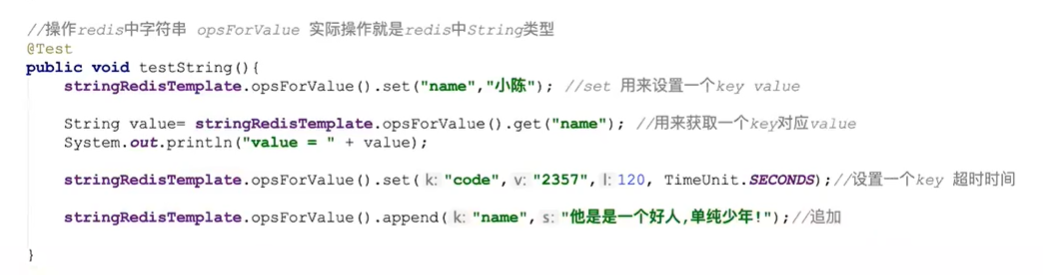 //操作redis中字符串 opsForValue 实际操作就是redis中String类型
@Test
public void testString(){
stringRedisTemplate.opsForValue().set("name","小陈"); //set 用来设置一个key value
String value= stringRedisTemplate.opsForValue().get("name"); //用来获取一个key对应value
System.out.println("value = " + value);
stringRedisTemplate.opsForValue().set( k: "code", v: "2357", l: 120, TimeUnit.SECONDS);//设置一个key 超时时间
stringRedisTemplate.opsForValue().append( k: "name", s: "他是是一个好人,单纯少年!");//追加
}